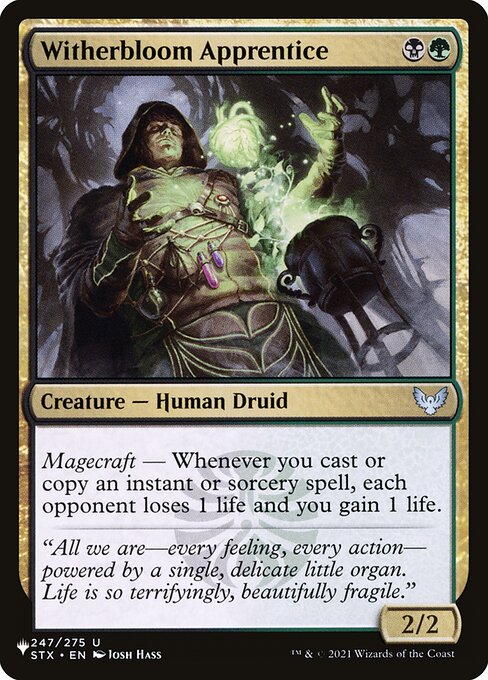 Witherbloom Apprentice
Creature — Human Druid
Magecraft — Whenever you cast or
copy an instant or sorcery spell, each
opponent loses 1 life and you gain 1 life.
“All we are—every feeling, every action—
powered by a single, delicate little organ.
Life is so terrifyingly, beautifully fragile.”
2/2
247/275 U
STX • EN Josh Hass
™ & © 2021 Wizards of the Coast